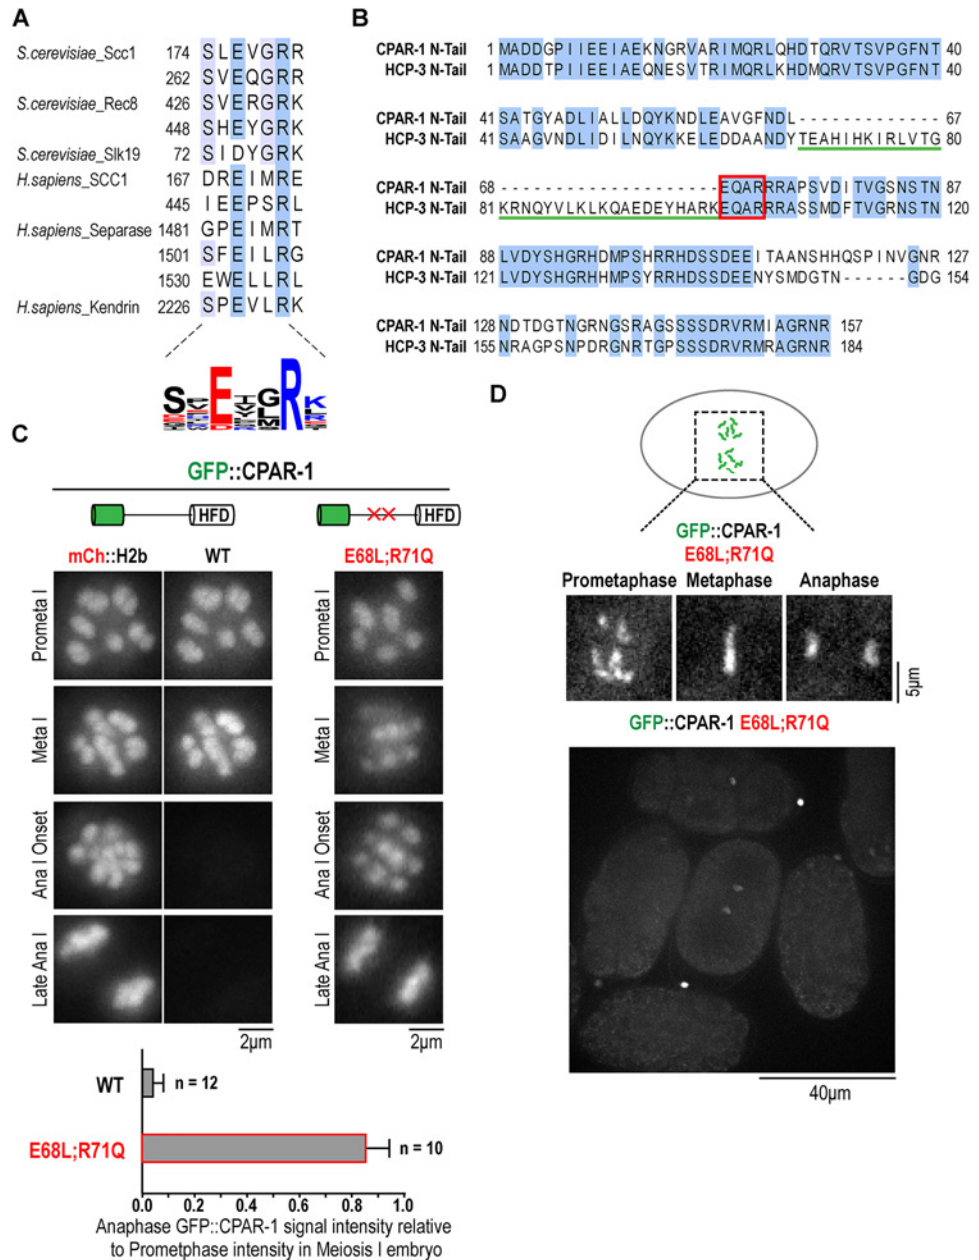 A
S.cerevisiae_Scc1 174 SLEVGRR
262 SVEQGRR
S.cerevisiae_Rec8 426 SVERGRK
448 SHEYGRK
S.cerevisiae_Slk19 72 SIDYGRK
H.sapiens_SCC1 167 DREIMRE
445 IEEPSRL
H.sapiens_Separase 1481 GPEIMRT
1501 SFEILRG
1530 EWELLRL
H.sapiens_Kendrin 2226 SPEVLRK
B
CPAR-1 N-Tail 1 MADDGPIIEEIAEKNGRVARIMQRLQHDTQRVTSVPGFNT 40
HCP-3 N-Tail 1 MADDTPIIEEIAEQNESVTRIMQRLKHDMQRVTSVPGFNT 40
CPAR-1 N-Tail 41 SATGYADLIALLDQYKNDLEAVGFNDL------------- 67
HCP-3 N-Tail 41 SAAGVNDLIDILNQYKKELEDDAANDYTEAHIHKIRLVTG 80
CPAR-1 N-Tail 68 --------------------EQARRRAPSVDITVGSNSTN 87
HCP-3 N-Tail 81 KRNQYVLKLKQAEDEYHARKEQARRRASSMDFTVGRNSTN 120
CPAR-1 N-Tail 88 LVDYSHGRHDMPSHRRHDSSDEEITAANSHHQSPINVGNR 127
HCP-3 N-Tail 121 LVDYSHGRHHMPSYRRHDSSDEENYSMDGTN------GDG 154
CPAR-1 N-Tail 128 NDTDGTNGRNGSRAGSSSSDRVRMIAGRNR 157
HCP-3 N-Tail 155 NRAGPSNPDRGNRTGPSSSDRVRMRAGRNR 184
C
GFP::CPAR-1
HFD HFD
mCh::H2b WT E68L;R71Q
Prometa I Prometa I
Meta I Meta I
Ana I Onset Ana I Onset
Late Ana I Late Ana I
2µm 2µm
WT n = 12
E68L;R71Q n = 10
0.0 0.2 0.4 0.6 0.8 1.0
Anaphase GFP::CPAR-1 signal intensity relative
to Prometphase intensity in Meiosis I embryo
D
GFP::CPAR-1
E68L;R71Q
Prometaphase Metaphase Anaphase
5µm
GFP::CPAR-1 E68L;R71Q
40µm